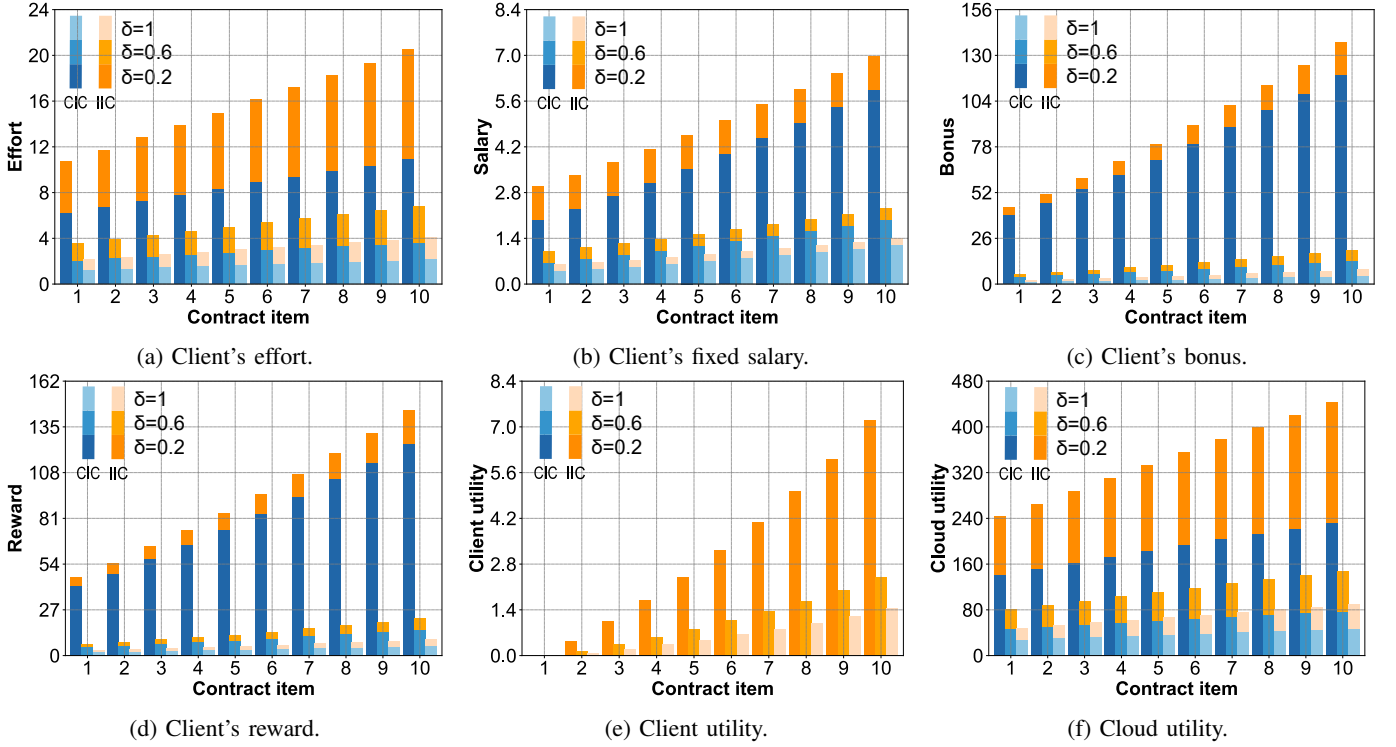 24
20
16
12
8
4
0
Effort
δ=1
δ=0.6
δ=0.2
CIC IIC
1 2 3 4 5 6 7 8 9 10
Contract item
(a) Client's effort.
8.4
7.0
5.6
4.2
2.8
1.4
0.0
Salary
δ=1
δ=0.6
δ=0.2
CIC IIC
1 2 3 4 5 6 7 8 9 10
Contract item
(b) Client's fixed salary.
156
130
104
78
52
26
0
Bonus
δ=1
δ=0.6
δ=0.2
CIC IIC
1 2 3 4 5 6 7 8 9 10
Contract item
(c) Client's bonus.
162
135
108
81
54
27
0
Reward
δ=1
δ=0.6
δ=0.2
CIC IIC
1 2 3 4 5 6 7 8 9 10
Contract item
(d) Client's reward.
8.4
7.0
5.6
4.2
2.8
1.4
0.0
Client utility
δ=1
δ=0.6
δ=0.2
CIC IIC
1 2 3 4 5 6 7 8 9 10
Contract item
(e) Client utility.
480
400
320
240
160
80
0
Cloud utility
δ=1
δ=0.6
δ=0.2
CIC IIC
1 2 3 4 5 6 7 8 9 10
Contract item
(f) Cloud utility.